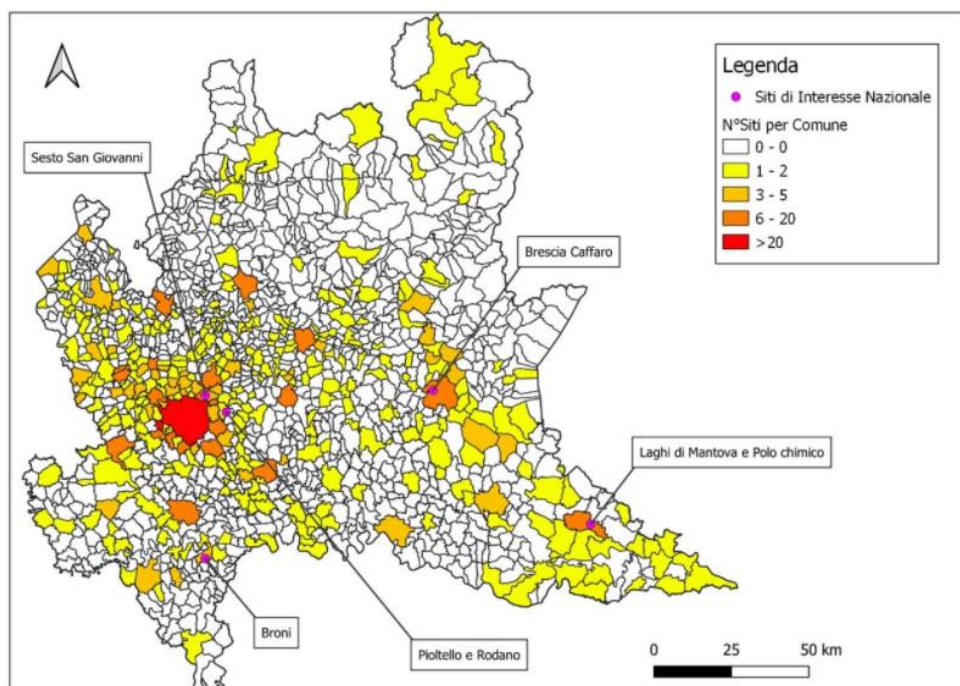 Legenda
Siti di Interesse Nazionale
N°Siti per Comune
0 - 0
1 - 2
3 - 5
6 - 20
>20
Sesto San Giovanni
Brescia Caffaro
Laghi di Mantova e Polo chimico
Broni
Pioltello e Rodano
0 25 50 km